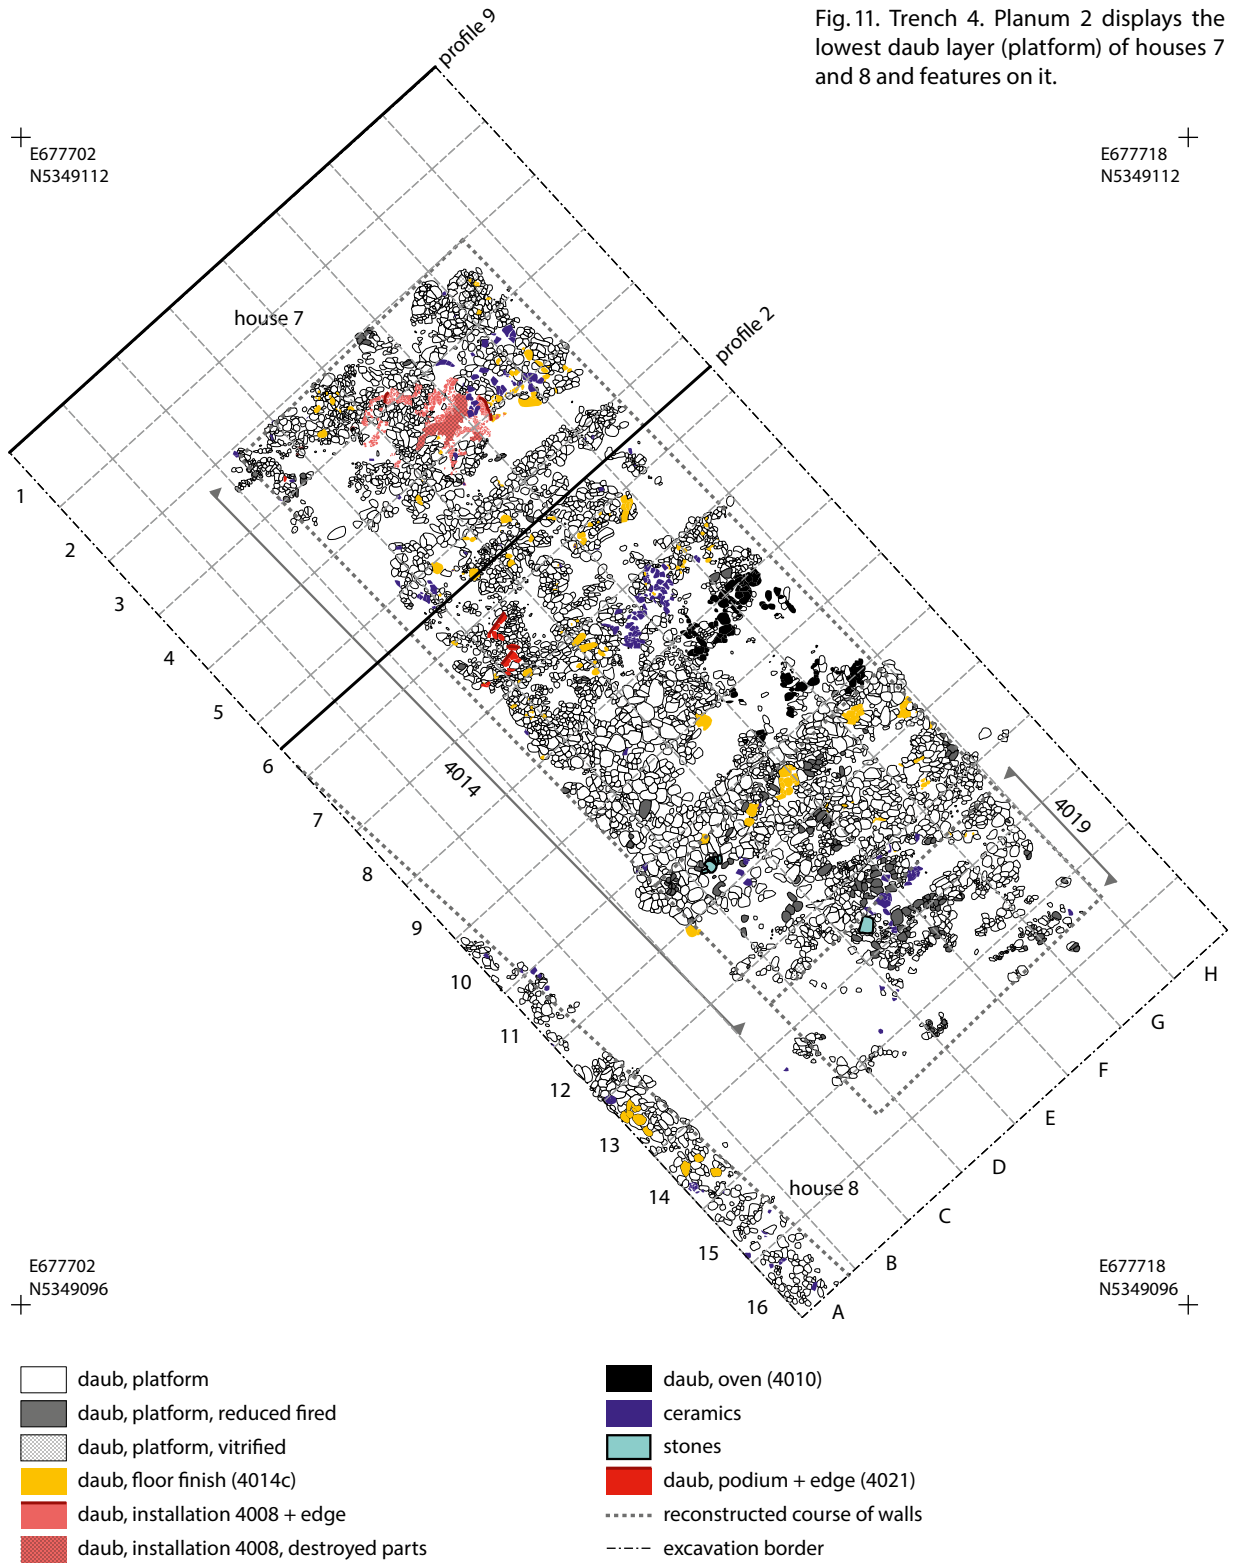 Fig. 11. Trench 4. Planum 2 displays the
lowest daub layer (platform) of houses 7
and 8 and features on it.
profile 9
E677702
N5349112
E677718
N5349112
house 7
profile 2
1
2
3
4
5
6
7
8
9
10
11
12
13
14
15
16
4014
4019
H
G
F
E
D
C
B
A
house 8
E677702
N5349096
E677718
N5349096
daub, platform
daub, platform, reduced fired
daub, platform, vitrified
daub, floor finish (4014c)
daub, installation 4008 + edge
daub, installation 4008, destroyed parts
daub, oven (4010)
ceramics
stones
daub, podium + edge (4021)
reconstructed course of walls
excavation border